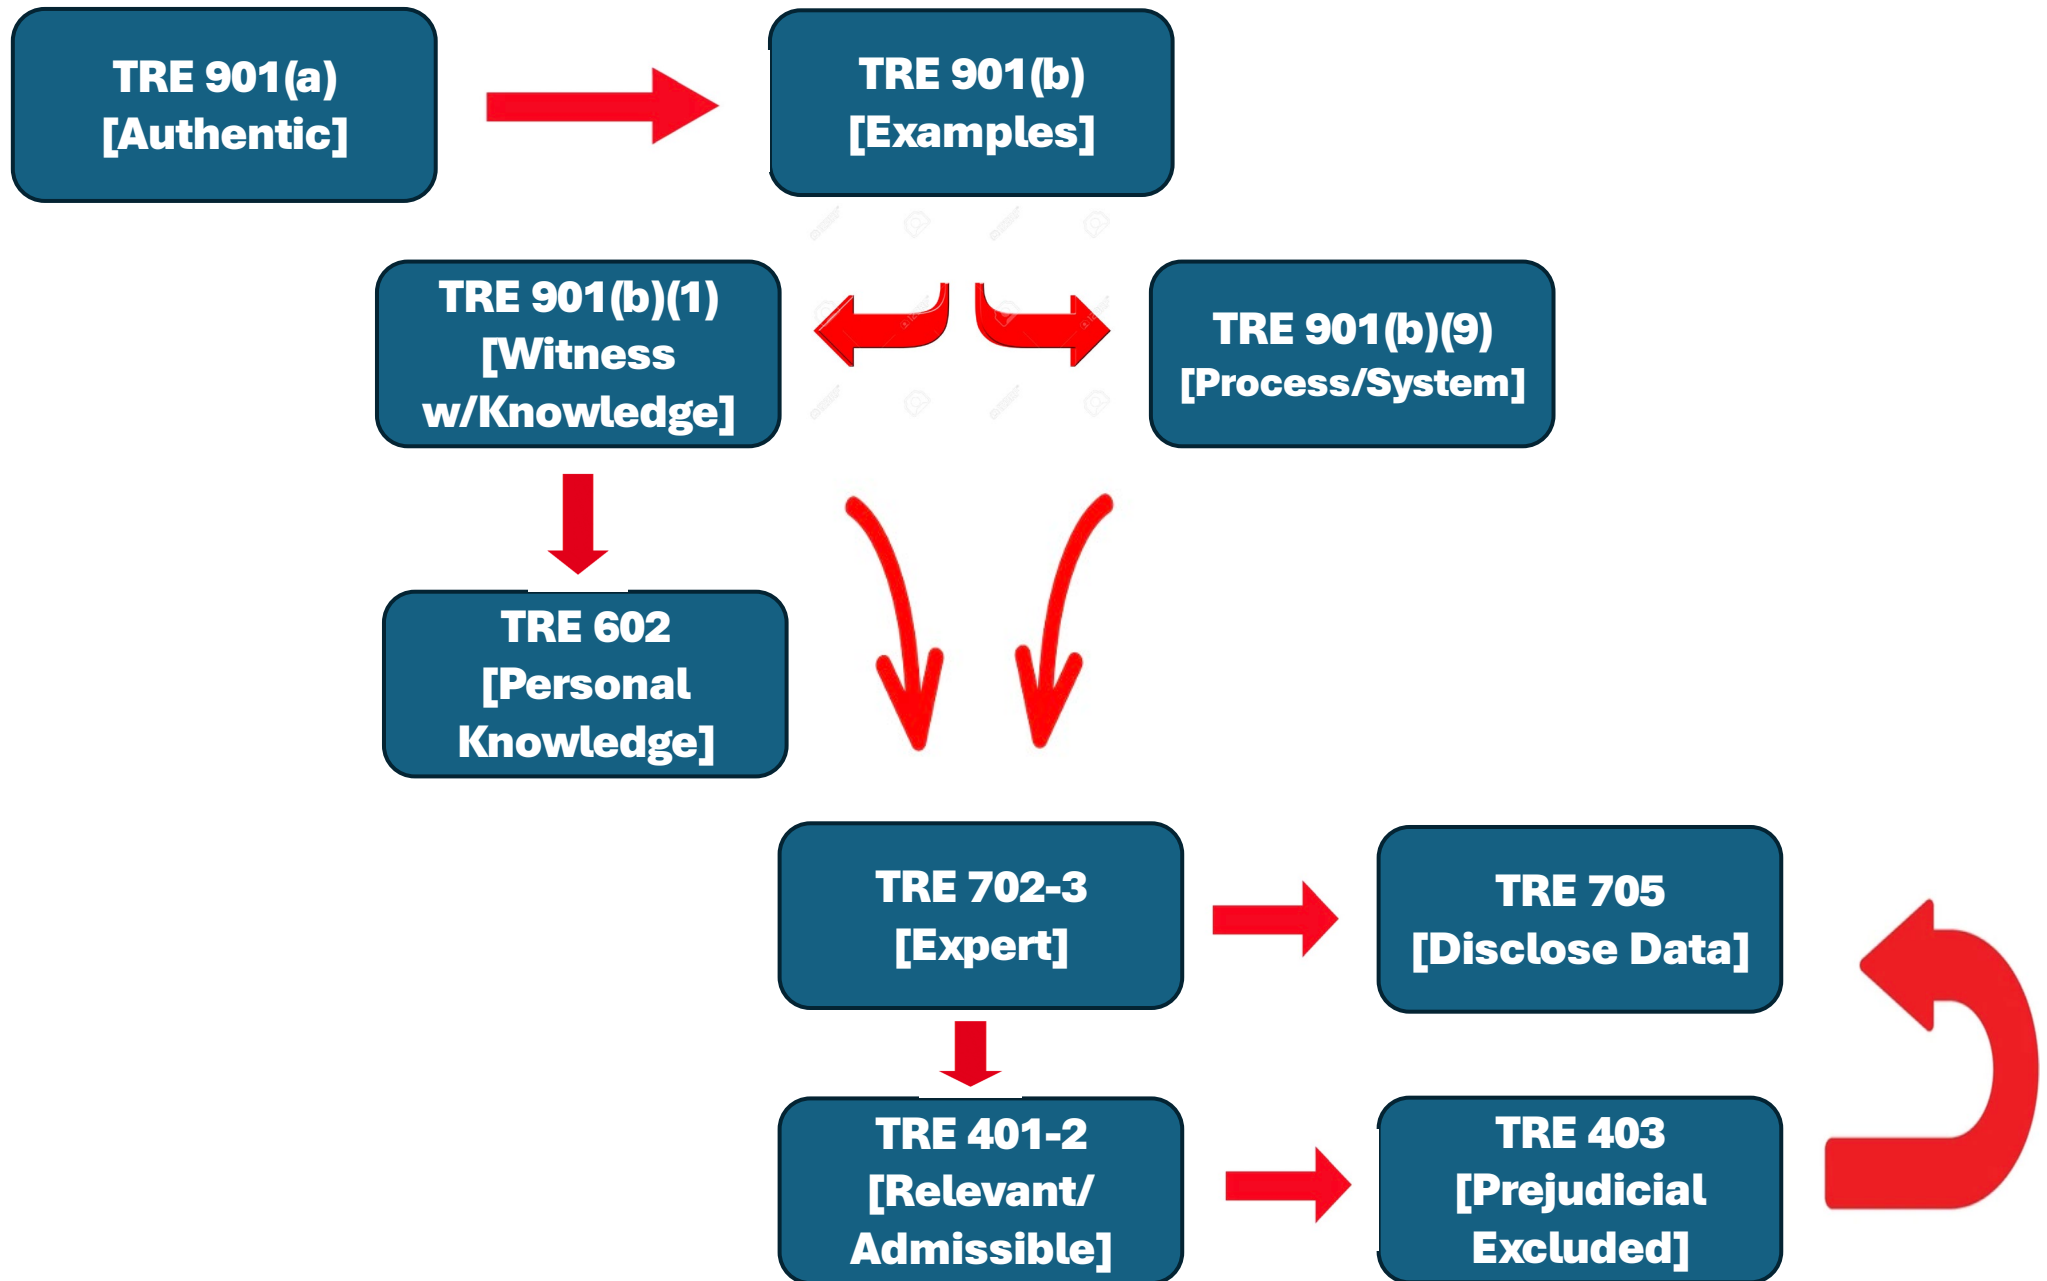 TRE 901(a)
[Authentic]
TRE 901(b)
[Examples]
TRE 901(b)(1)
[Witness
w/Knowledge]
TRE 901(b)(9)
[Process/System]
TRE 602
[Personal
Knowledge]
TRE 702-3
[Expert]
TRE 705
[Disclose Data]
TRE 401-2
[Relevant/
Admissible]
TRE 403
[Prejudicial
Excluded]